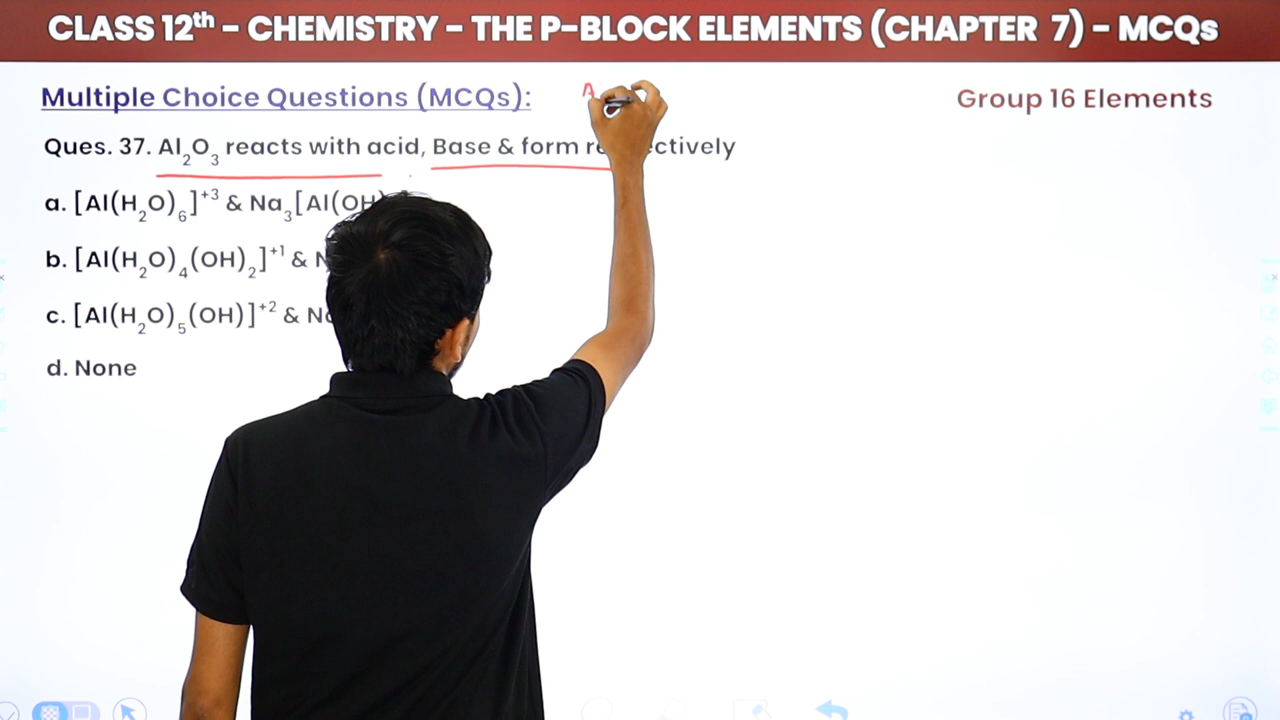 CLASS 12th - CHEMISTRY - THE P-BLOCK ELEMENTS (CHAPTER 7) - MCQs
Multiple Choice Questions (MCQs): A
Group 16 Elements
Ques. 37. Al₂O₃ reacts with acid, Base & form re ctively
a. [Al(H₂O)₆]⁺³ & Na₃[Al(OH)
b. [Al(H₂O)₄(OH)₂]⁺¹ & N
c. [Al(H₂O)₅(OH)]⁺² & Na
d. None